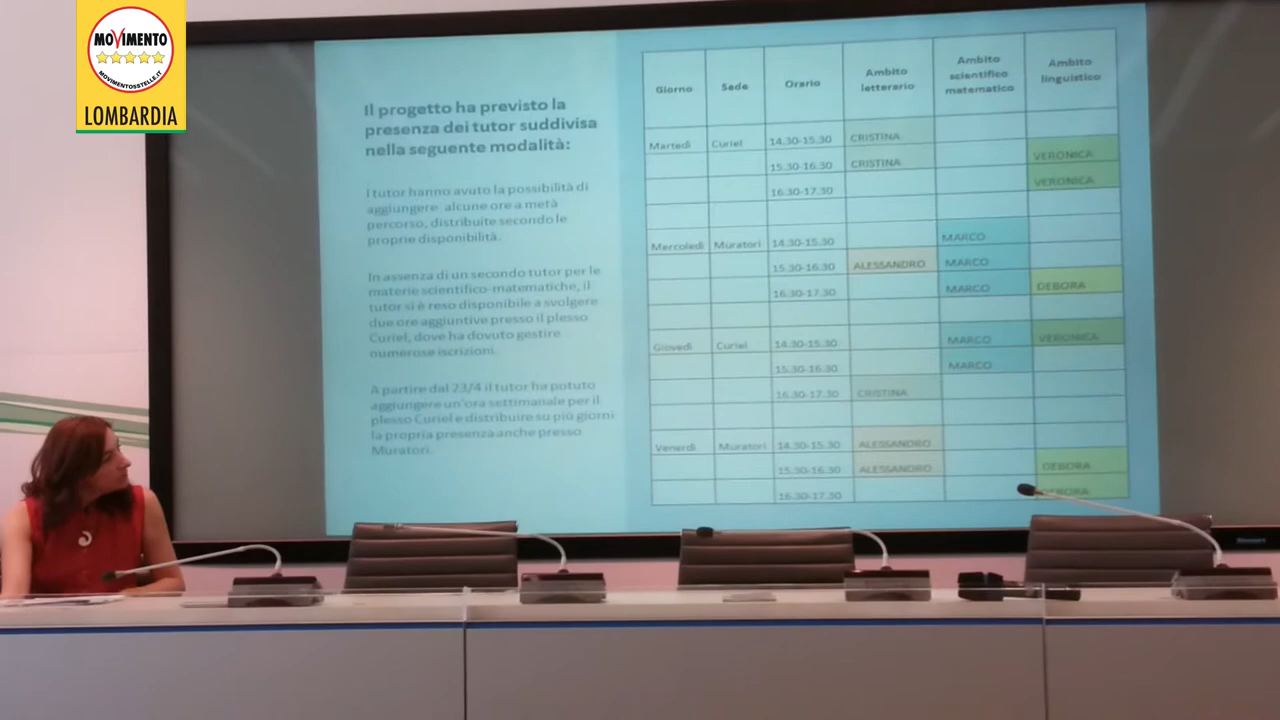 MOVIMENTO
MOVIMENTO5STELLE.IT
LOMBARDIA
Il progetto ha previsto la
presenza dei tutor suddivisa
nella seguente modalità:
I tutor hanno avuto la possibilità di
aggiungere alcune ore a metà
percorso, distribuite secondo le
proprie disponibilità.
In assenza di un secondo tutor per le
materie scientifico-matematiche, il
tutor si è reso disponibile a svolgere
due ore aggiuntive presso il plesso
Curiel, dove ha dovuto gestire
numerose iscrizioni.
A partire dal 23/4 il tutor ha potuto
aggiungere un'ora settimanale per il
plesso Curiel e distribuire su più giorni
la propria presenza anche presso
Muratori.
Giorno Sede Orario Ambito letterario Ambito scientifico matematico Ambito linguistico
Martedì Curiel 14.30-15.30 CRISTINA
15.30-16.30 CRISTINA VERONICA
16.30-17.30 VERONICA
Mercoledì Muratori 14.30-15.30 MARCO
15.30-16.30 ALESSANDRO MARCO
16.30-17.30 MARCO DEBORA
Giovedì Curiel 14.30-15.30 MARCO VERONICA
15.30-16.30 MARCO
16.30-17.30 CRISTINA
Venerdì Muratori 14.30-15.30 ALESSANDRO
15.30-16.30 ALESSANDRO DEBORA
16.30-17.30 DEBORA